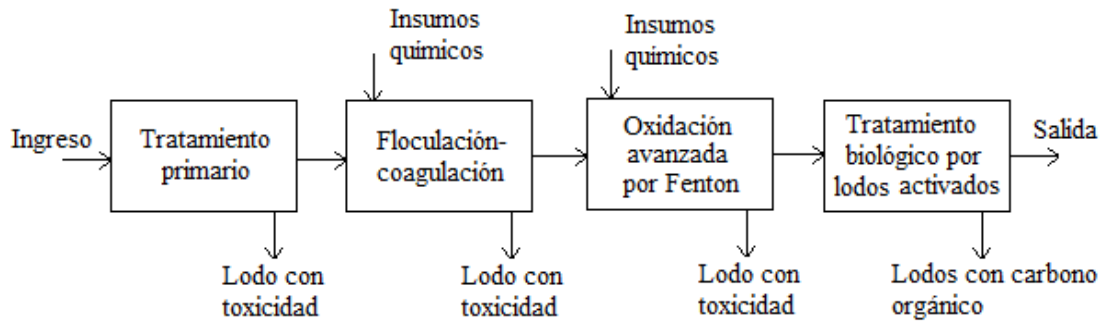 Insumos
químicos
Insumos
químicos
Ingreso
Tratamiento
primario
Floculación-
coagulación
Oxidación
avanzada
por Fenton
Tratamiento
biológico por
lodos activados
Salida
Lodo con
toxicidad
Lodo con
toxicidad
Lodo con
toxicidad
Lodos con carbono
orgánico